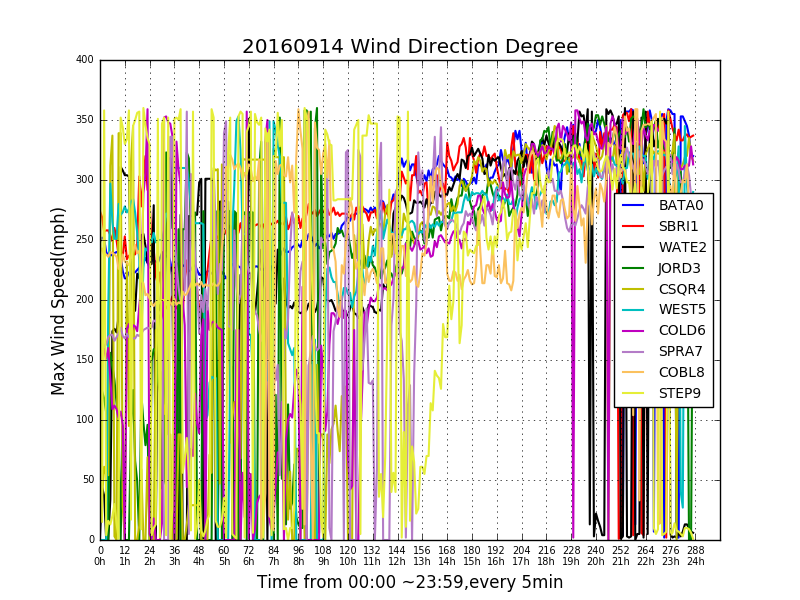 20160914 Wind Direction Degree
400
350
300
250
200
150
100
50
0
Max Wind Speed(mph)
BATA0
SBRI1
WATE2
JORD3
CSQR4
WEST5
COLD6
SPRA7
COBL8
STEP9
0 12 24 36 48 60 72 84 96 108 120 132 144 156 168 180 192 204 216 228 240 252 264 276 288
0h 1h 2h 3h 4h 5h 6h 7h 8h 9h 10h 11h 12h 13h 14h 15h 16h 17h 18h 19h 20h 21h 22h 23h 24h
Time from 00:00 ~23:59,every 5min